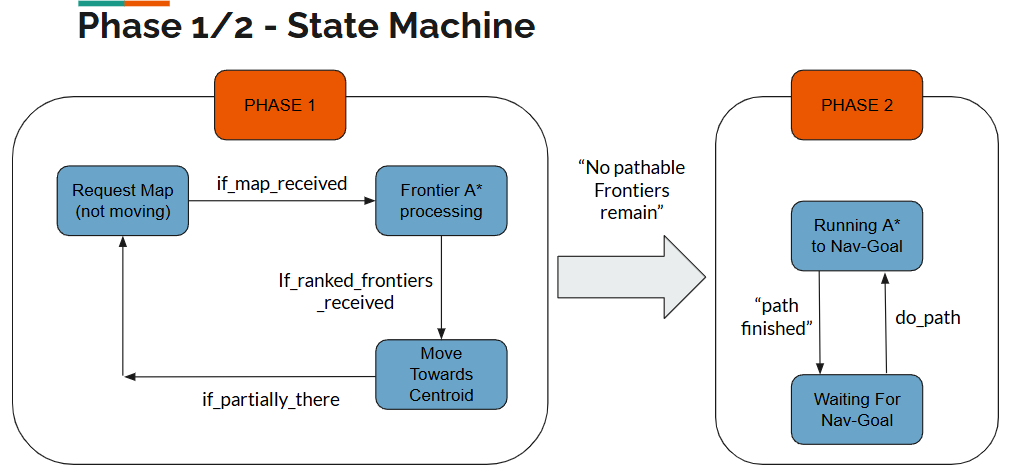 Phase 1/2 - State Machine
PHASE 1
Request Map
(not moving)
if_map_received
Frontier A*
processing
If_ranked_frontiers
_received
Move
Towards
Centroid
if_partially_there
“No pathable
Frontiers
remain”
PHASE 2
Running A*
to Nav-Goal
“path
finished”
do_path
Waiting For
Nav-Goal